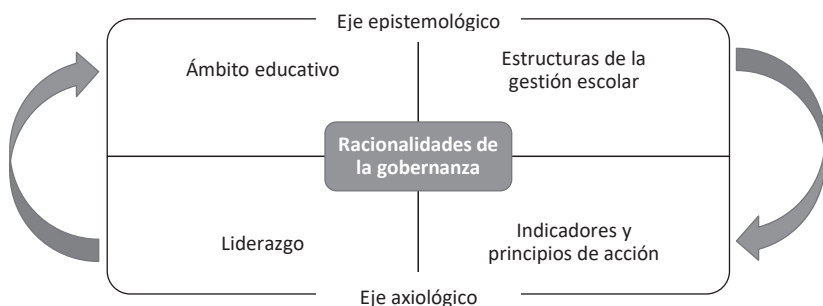 Eje epistemológico
Ámbito educativo
Estructuras de la
gestión escolar
Racionalidades de
la gobernanza
Liderazgo
Indicadores y
principios de acción
Eje axiológico